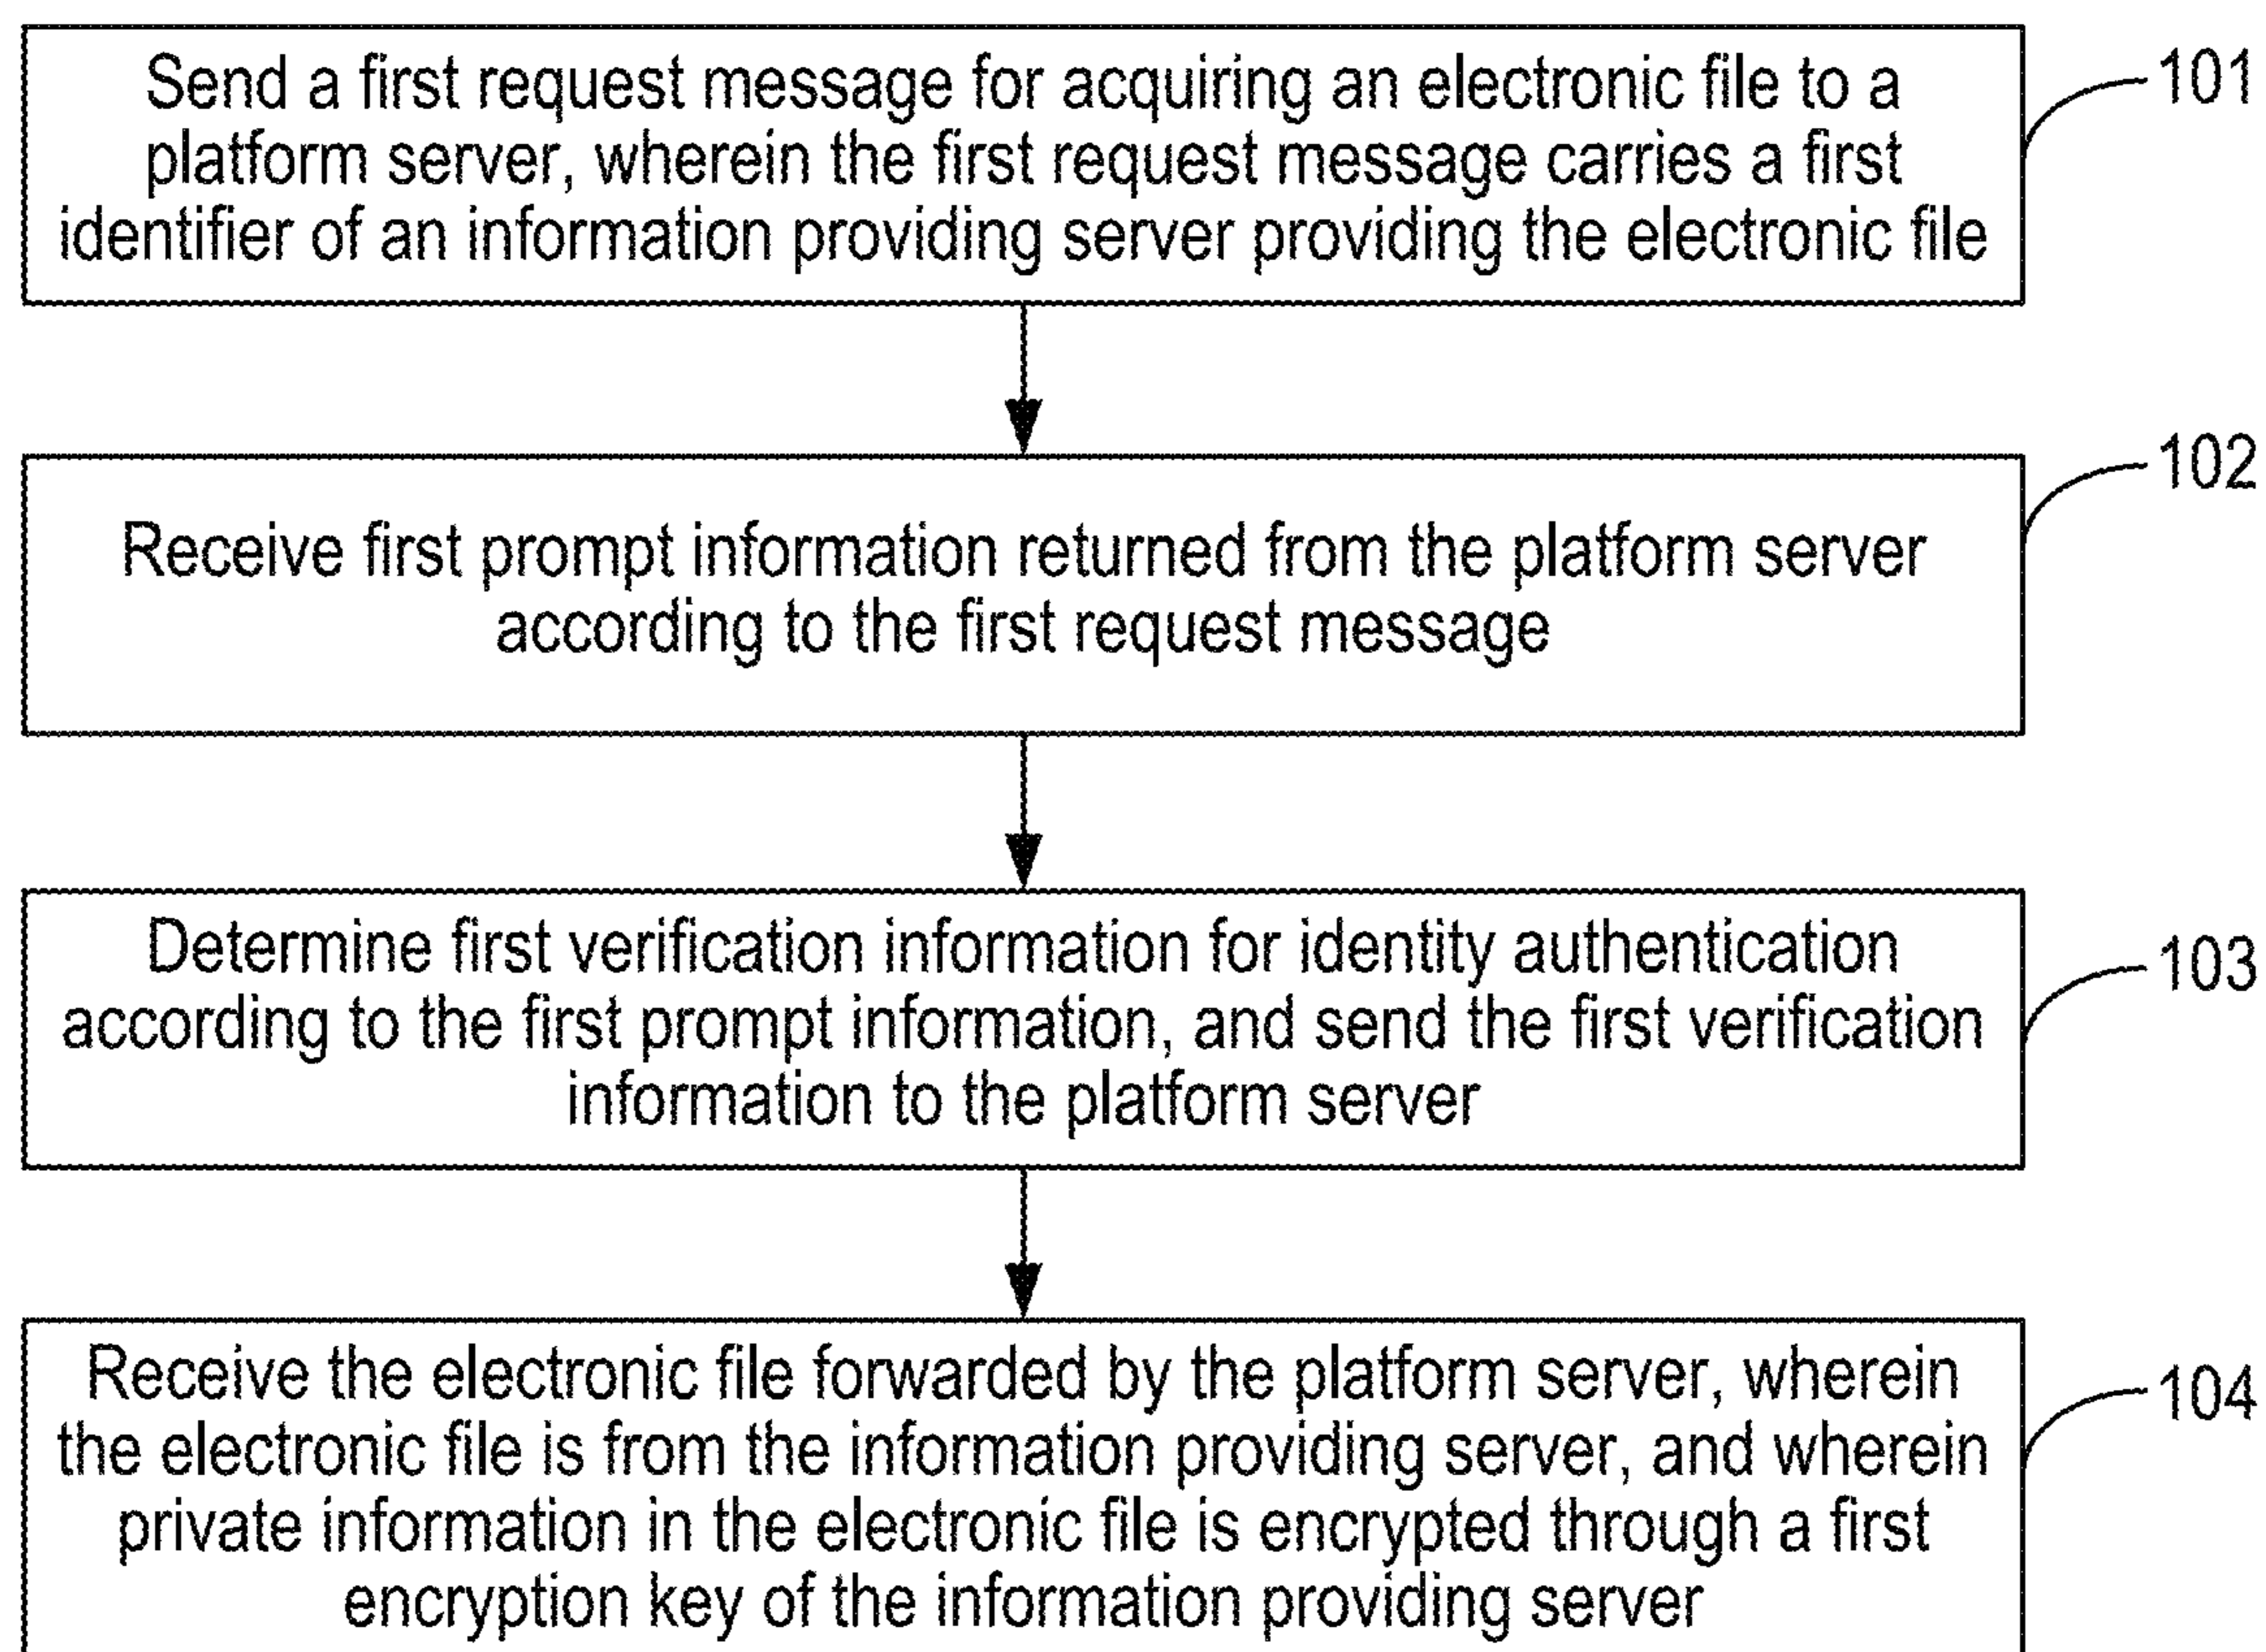 Send a first request message for acquiring an electronic file to a
platform server, wherein the first request message carries a first
identifier of an information providing server providing the electronic file
101
Receive first prompt information returned from the platform server
according to the first request message
102
Determine first verification information for identity authentication
according to the first prompt information, and send the first verification
information to the platform server
103
Receive the electronic file forwarded by the platform server, wherein
the electronic file is from the information providing server, and wherein
private information in the electronic file is encrypted through a first
encryption key of the information providing server
104